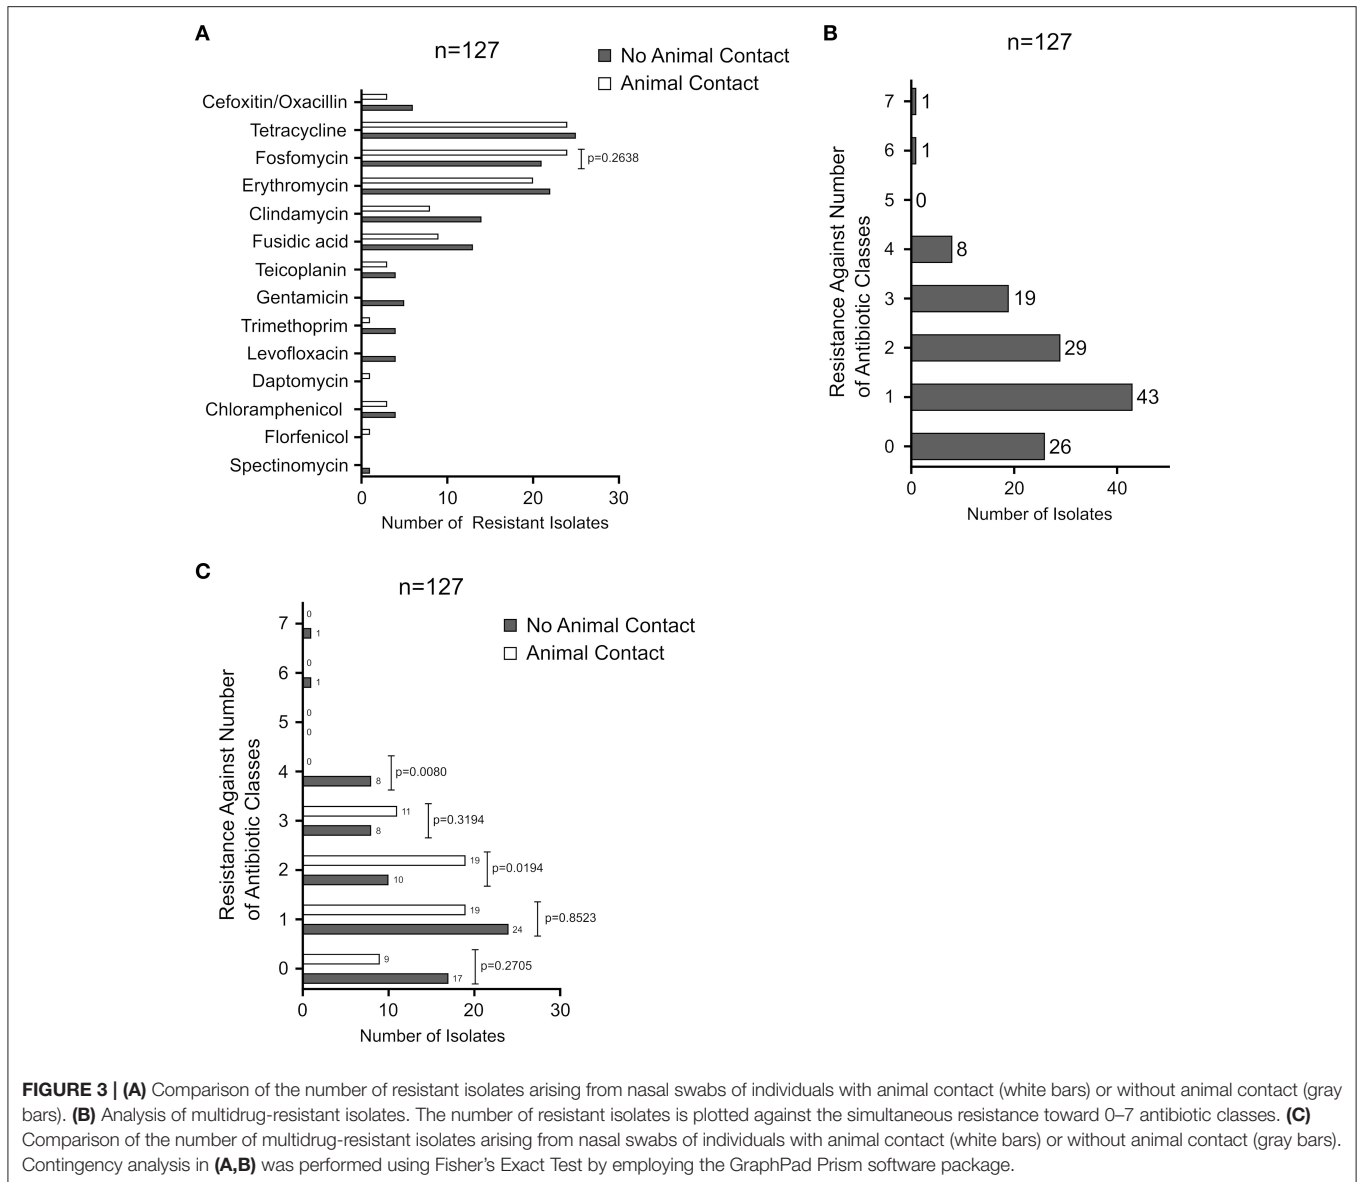 A
n=127
No Animal Contact
Animal Contact
Cefoxitin/Oxacillin
Tetracycline
Fosfomycin
p=0.2638
Erythromycin
Clindamycin
Fusidic acid
Teicoplanin
Gentamicin
Trimethoprim
Levofloxacin
Daptomycin
Chloramphenicol
Florfenicol
Spectinomycin
0 10 20 30
Number of Resistant Isolates
B
n=127
Resistance Against Number
of Antibiotic Classes
7 1
6 1
5 0
4 8
3 19
2 29
1 43
0 26
0 20 40
Number of Isolates
C
n=127
No Animal Contact
Animal Contact
Resistance Against Number
of Antibiotic Classes
0
7
1
0
6
1
0
5
0
0
4 p=0.0080
8
11
3 p=0.3194
8
19
2 p=0.0194
10
19
1 p=0.8523
24
9
0 p=0.2705
17
0 10 20 30
Number of Isolates
FIGURE 3 | (A) Comparison of the number of resistant isolates arising from nasal swabs of individuals with animal contact (white bars) or without animal contact (gray
bars). (B) Analysis of multidrug-resistant isolates. The number of resistant isolates is plotted against the simultaneous resistance toward 0–7 antibiotic classes. (C)
Comparison of the number of multidrug-resistant isolates arising from nasal swabs of individuals with animal contact (white bars) or without animal contact (gray bars).
Contingency analysis in (A,B) was performed using Fisher's Exact Test by employing the GraphPad Prism software package.